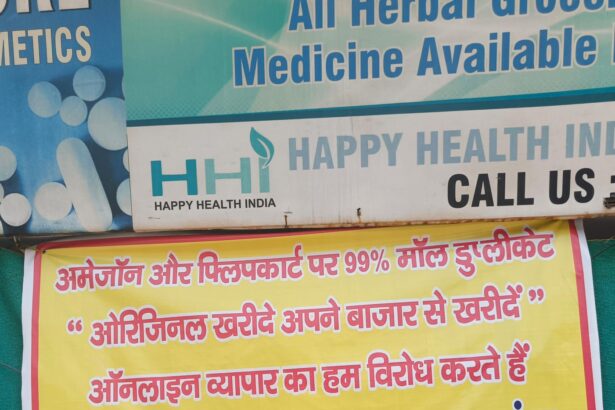 METICS
All Herbal
Medicine Available
HHI
HAPPY HEALTH INDIA
HAPPY HEALTH IND
CALL US :
अमेजॉन और फ्लिपकार्ट पर 99% मॉल डुप्लीकेट
“ ओरिजिनल खरीदे अपने बाजार से खरीदें ”
ऑनलाइन व्यापार का हम विरोध करते हैं